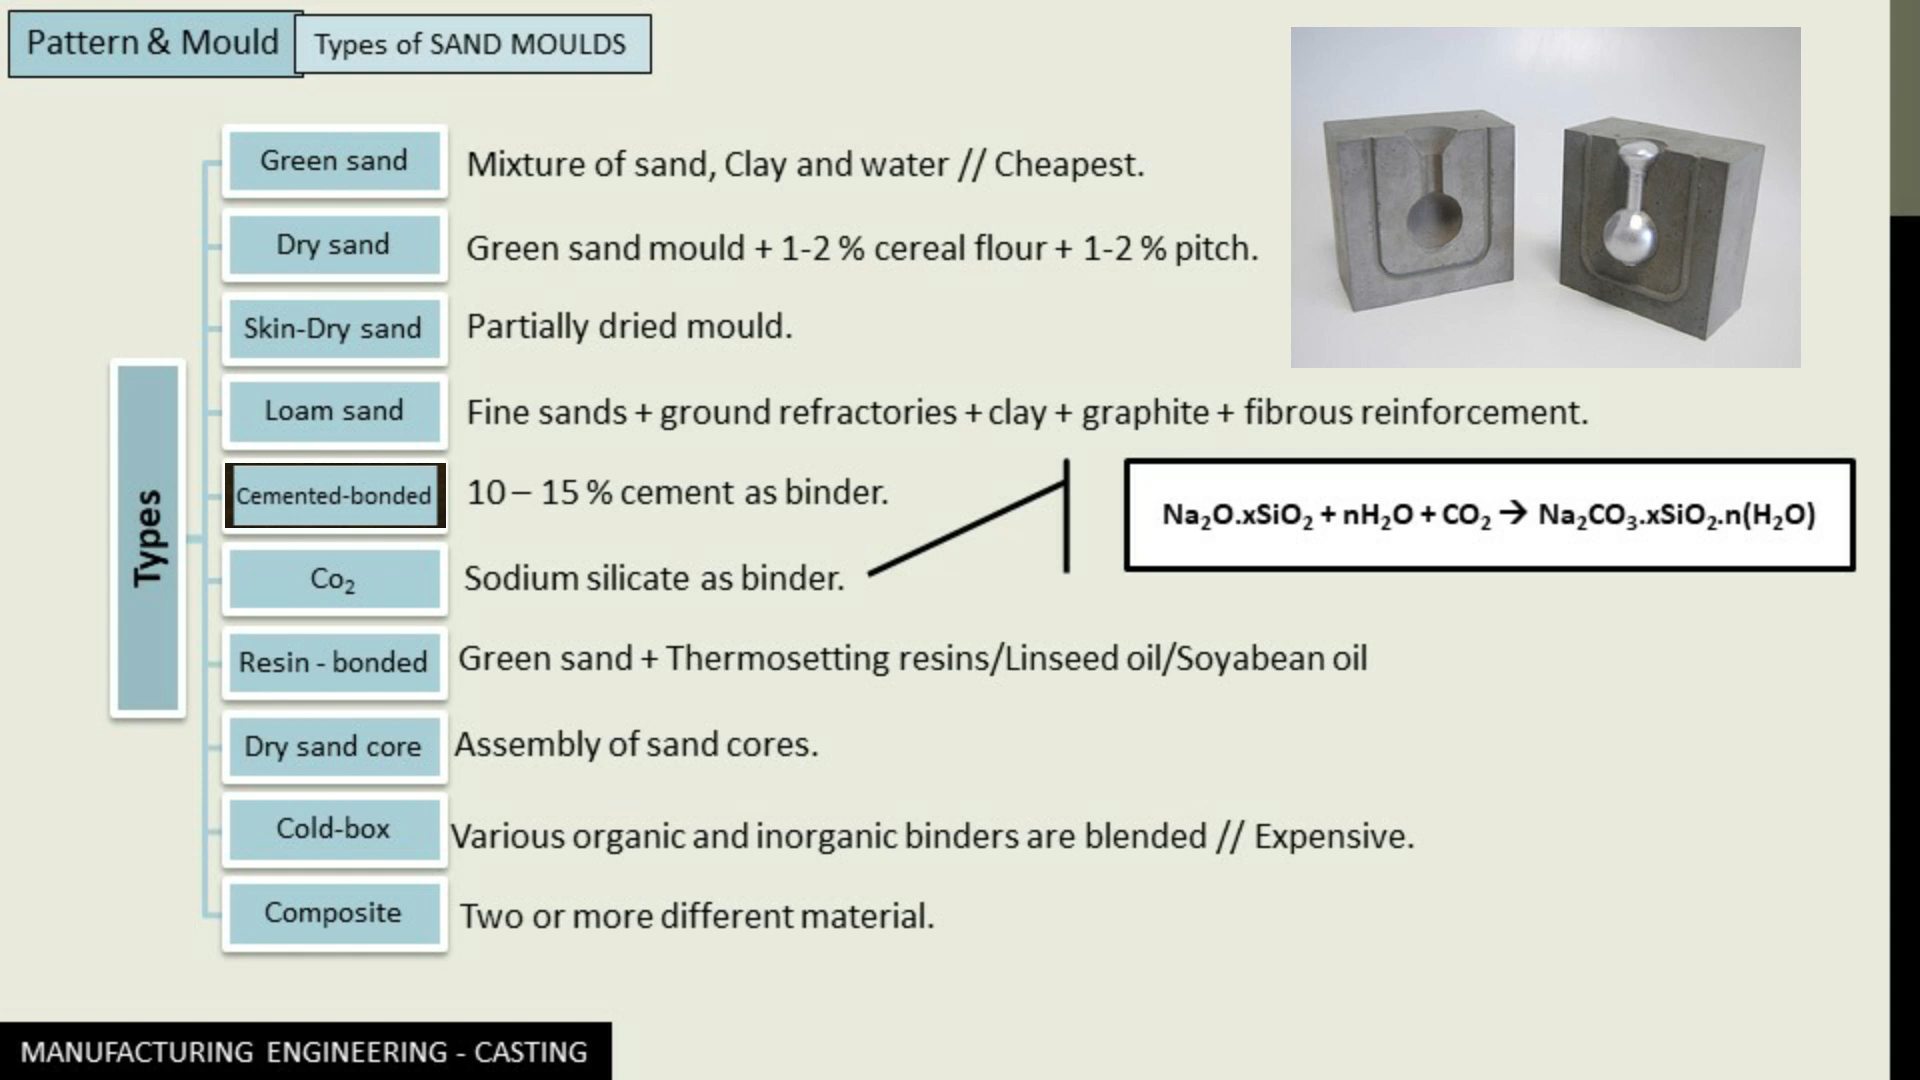 Pattern & Mould
Types of SAND MOULDS
Types
Green sand
Mixture of sand, Clay and water // Cheapest.
Dry sand
Green sand mould + 1-2 % cereal flour + 1-2 % pitch.
Skin-Dry sand
Partially dried mould.
Loam sand
Fine sands + ground refractories + clay + graphite + fibrous reinforcement.
Cemented-bonded
10 – 15 % cement as binder.
Na₂O.xSiO₂ + nH₂O + CO₂ → Na₂CO₃.xSiO₂.n(H₂O)
Co₂
Sodium silicate as binder.
Resin - bonded
Green sand + Thermosetting resins/Linseed oil/Soyabean oil
Dry sand core
Assembly of sand cores.
Cold-box
Various organic and inorganic binders are blended // Expensive.
Composite
Two or more different material.
MANUFACTURING ENGINEERING - CASTING